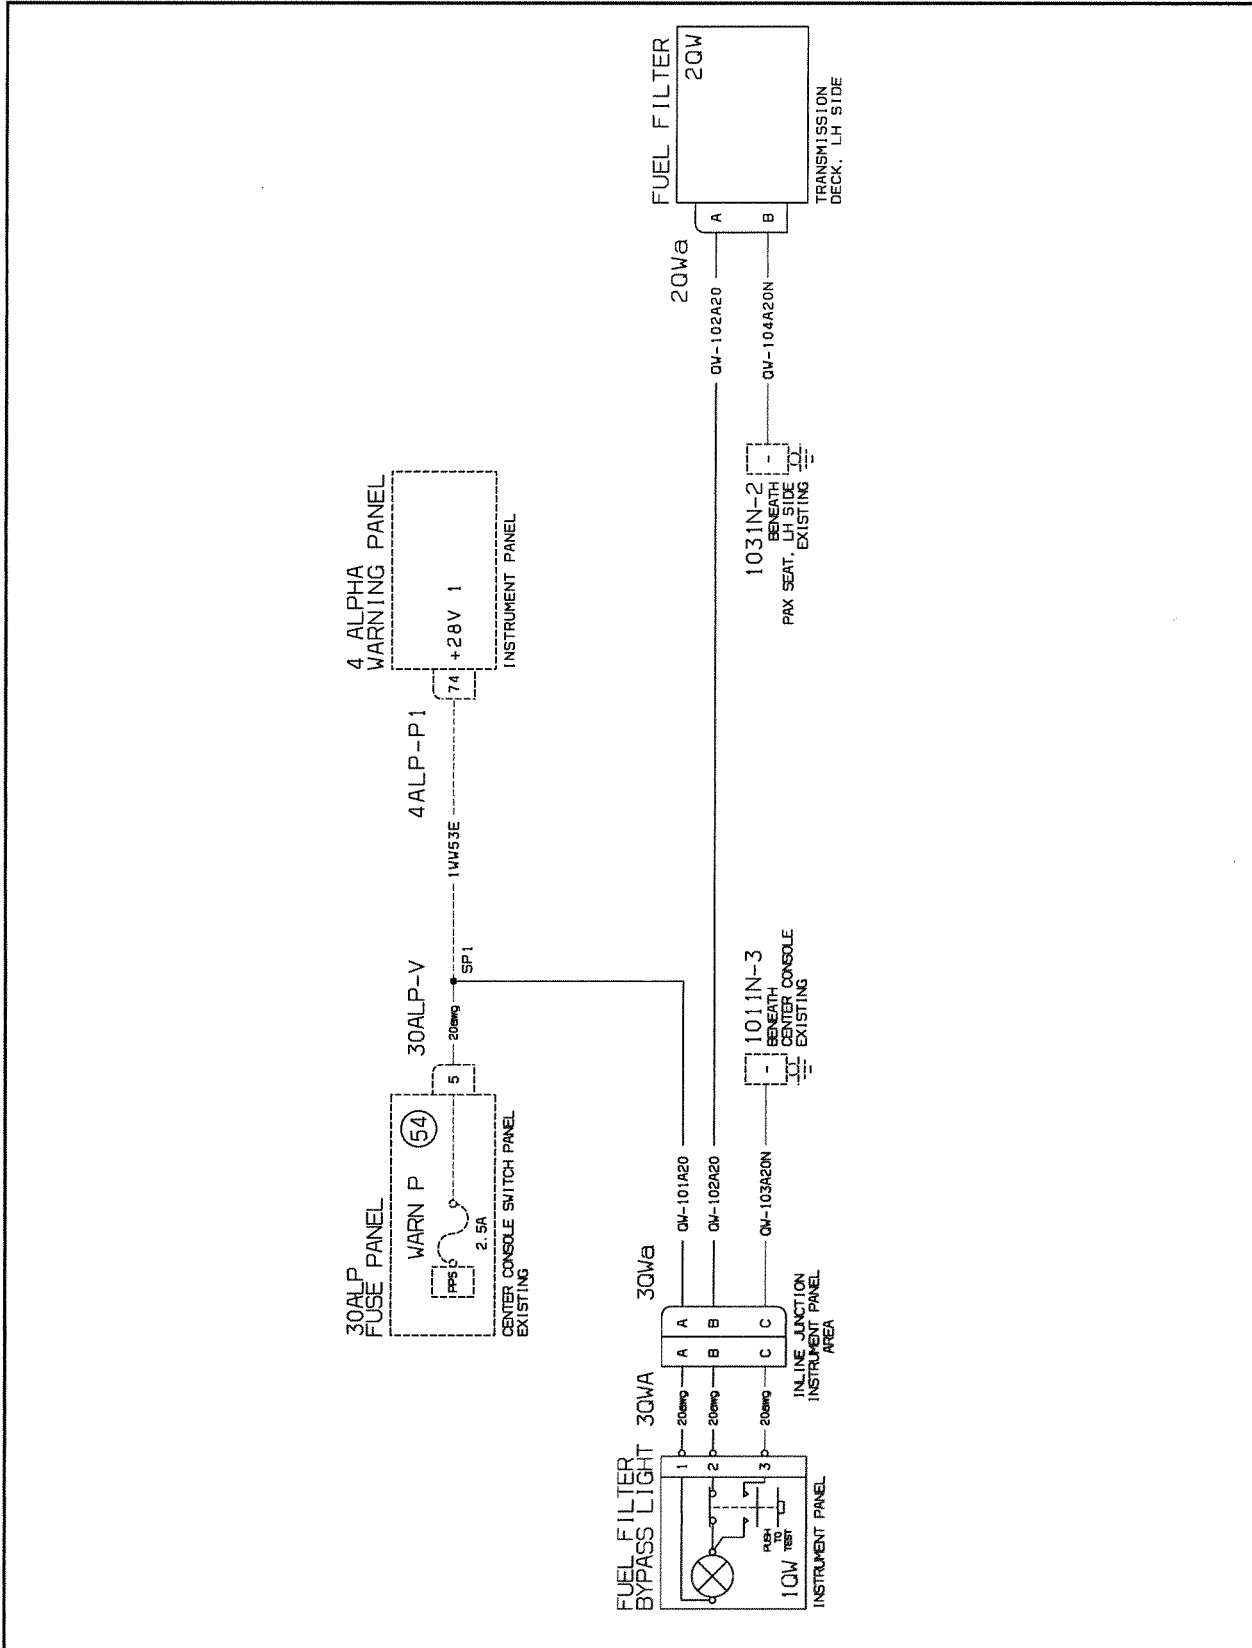 30ALP
FUSE PANEL
WARN P
54
PP5
2.5A
5
CENTER CONSOLE SWITCH PANEL
EXISTING
30ALP-V
20awg
SP1
1WW53E
4ALP-P1
4 ALPHA
WARNING PANEL
74
+28V 1
INSTRUMENT PANEL
FUEL FILTER
BYPASS LIGHT
1
2
3
PUSH
TO
TEST
1QW
INSTRUMENT PANEL
3QWA
20awg
20awg
20awg
A
B
C
A
B
C
3QWa
INLINE JUNCTION
INSTRUMENT PANEL
AREA
QW-101A20
QW-102A20
QW-103A20N
-
1011N-3
BENEATH
CENTER CONSOLE
EXISTING
1031N-2
BENEATH
PAX SEAT, LH SIDE
EXISTING
-
QW-102A20
QW-104A20N
2QWa
A
B
FUEL FILTER
2QW
TRANSMISSION
DECK, LH SIDE